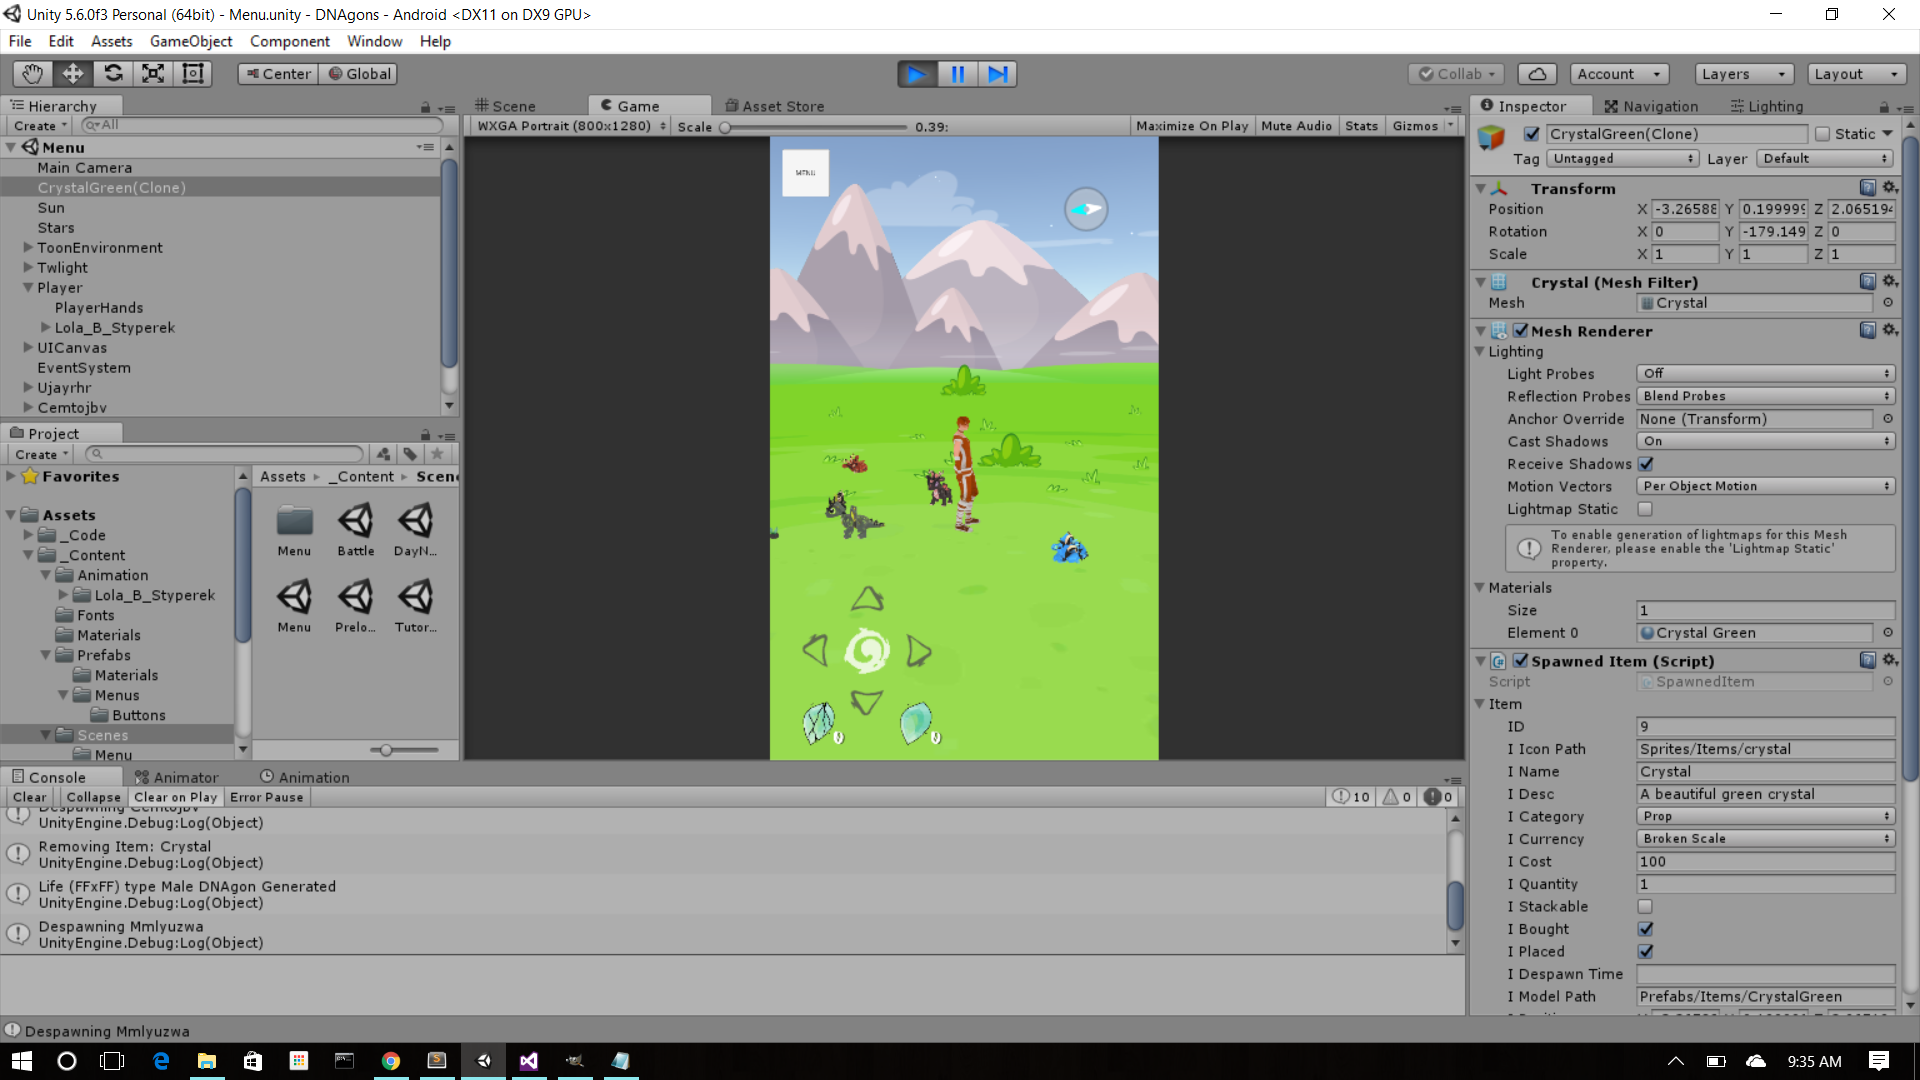 Unity 5.6.0f3 Personal (64bit) - Menu.unity - DNAgons - Android <DX11 on DX9 GPU>
File Edit Assets GameObject Component Window Help
Center Global Collab Account Layers Layout
Hierarchy
Create All
Menu
Main Camera
CrystalGreen(Clone)
Sun
Stars
ToonEnvironment
Twlight
Player
PlayerHands
Lola_B_Styperek
UICanvas
EventSystem
Ujayrhr
Cemtojbv
Project
Create
Favorites
Assets
_Code
_Content
Animation
Lola_B_Styperek
Fonts
Materials
Prefabs
Materials
Menus
Buttons
Scenes
Menu
Assets _Content Scen
Menu Battle DayN...
Menu Prelo... Tutor...
Scene Game Asset Store
WXGA Portrait (800x1280) Scale 0.39: Maximize On Play Mute Audio Stats Gizmos
MENU
Console Animator Animation
Clear Collapse Clear on Play Error Pause 10 0 0
Despawning Cemtojbv
UnityEngine.Debug:Log(Object)
Removing Item: Crystal
UnityEngine.Debug:Log(Object)
Life (FFxFF) type Male DNAgon Generated
UnityEngine.Debug:Log(Object)
Despawning Mmlyuzwa
UnityEngine.Debug:Log(Object)
Despawning Mmlyuzwa
Inspector Navigation Lighting
CrystalGreen(Clone) Static
Tag Untagged Layer Default
Transform
Position X -3.26588 Y 0.199999 Z 2.065194
Rotation X 0 Y -179.149 Z 0
Scale X 1 Y 1 Z 1
Crystal (Mesh Filter)
Mesh Crystal
Mesh Renderer
Lighting
Light Probes Off
Reflection Probes Blend Probes
Anchor Override None (Transform)
Cast Shadows On
Receive Shadows
Motion Vectors Per Object Motion
Lightmap Static
To enable generation of lightmaps for this Mesh
Renderer, please enable the 'Lightmap Static'
property.
Materials
Size 1
Element 0 Crystal Green
Spawned Item (Script)
Script SpawnedItem
Item
ID 9
I Icon Path Sprites/Items/crystal
I Name Crystal
I Desc A beautiful green crystal
I Category Prop
I Currency Broken Scale
I Cost 100
I Quantity 1
I Stackable
I Bought
I Placed
I Despawn Time
I Model Path Prefabs/Items/CrystalGreen
9:35 AM